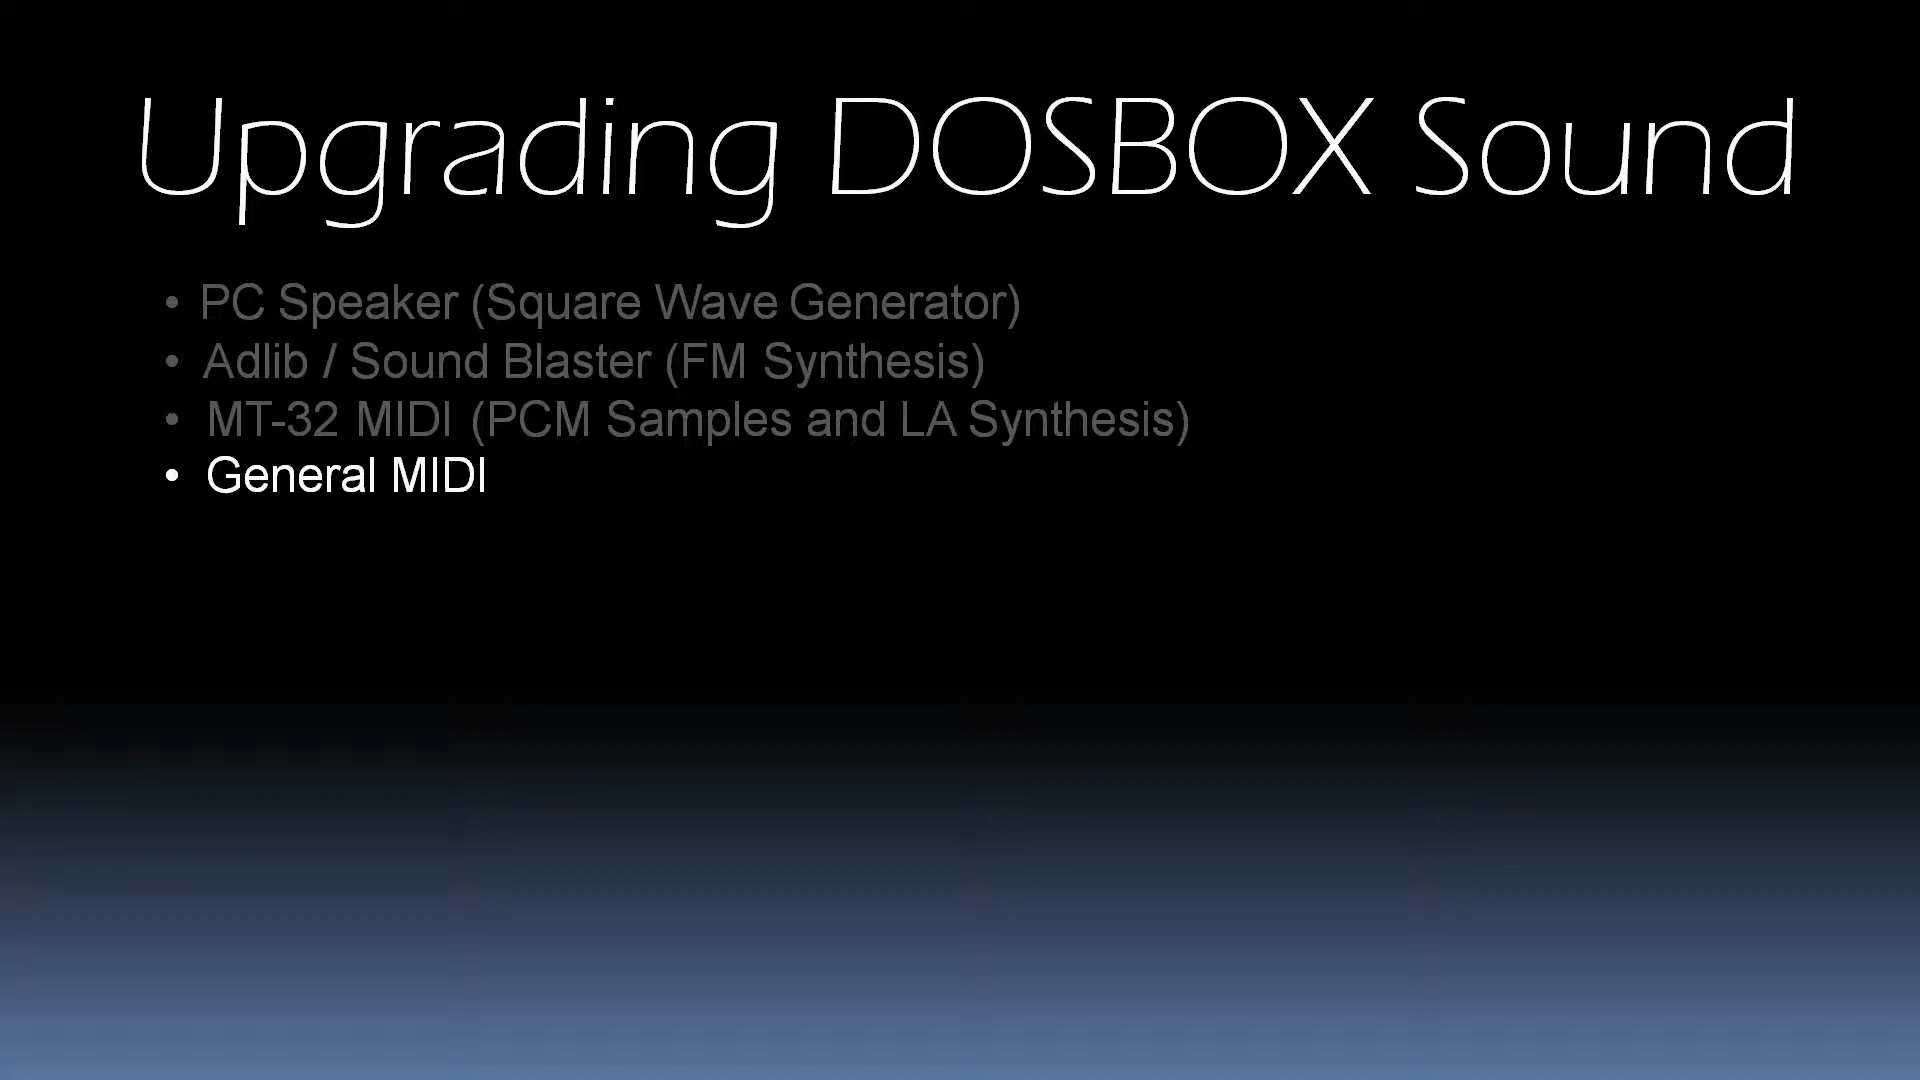 Upgrading DOSBOX Sound
• PC Speaker (Square Wave Generator)
• Adlib / Sound Blaster (FM Synthesis)
• MT-32 MIDI (PCM Samples and LA Synthesis)
• General MIDI